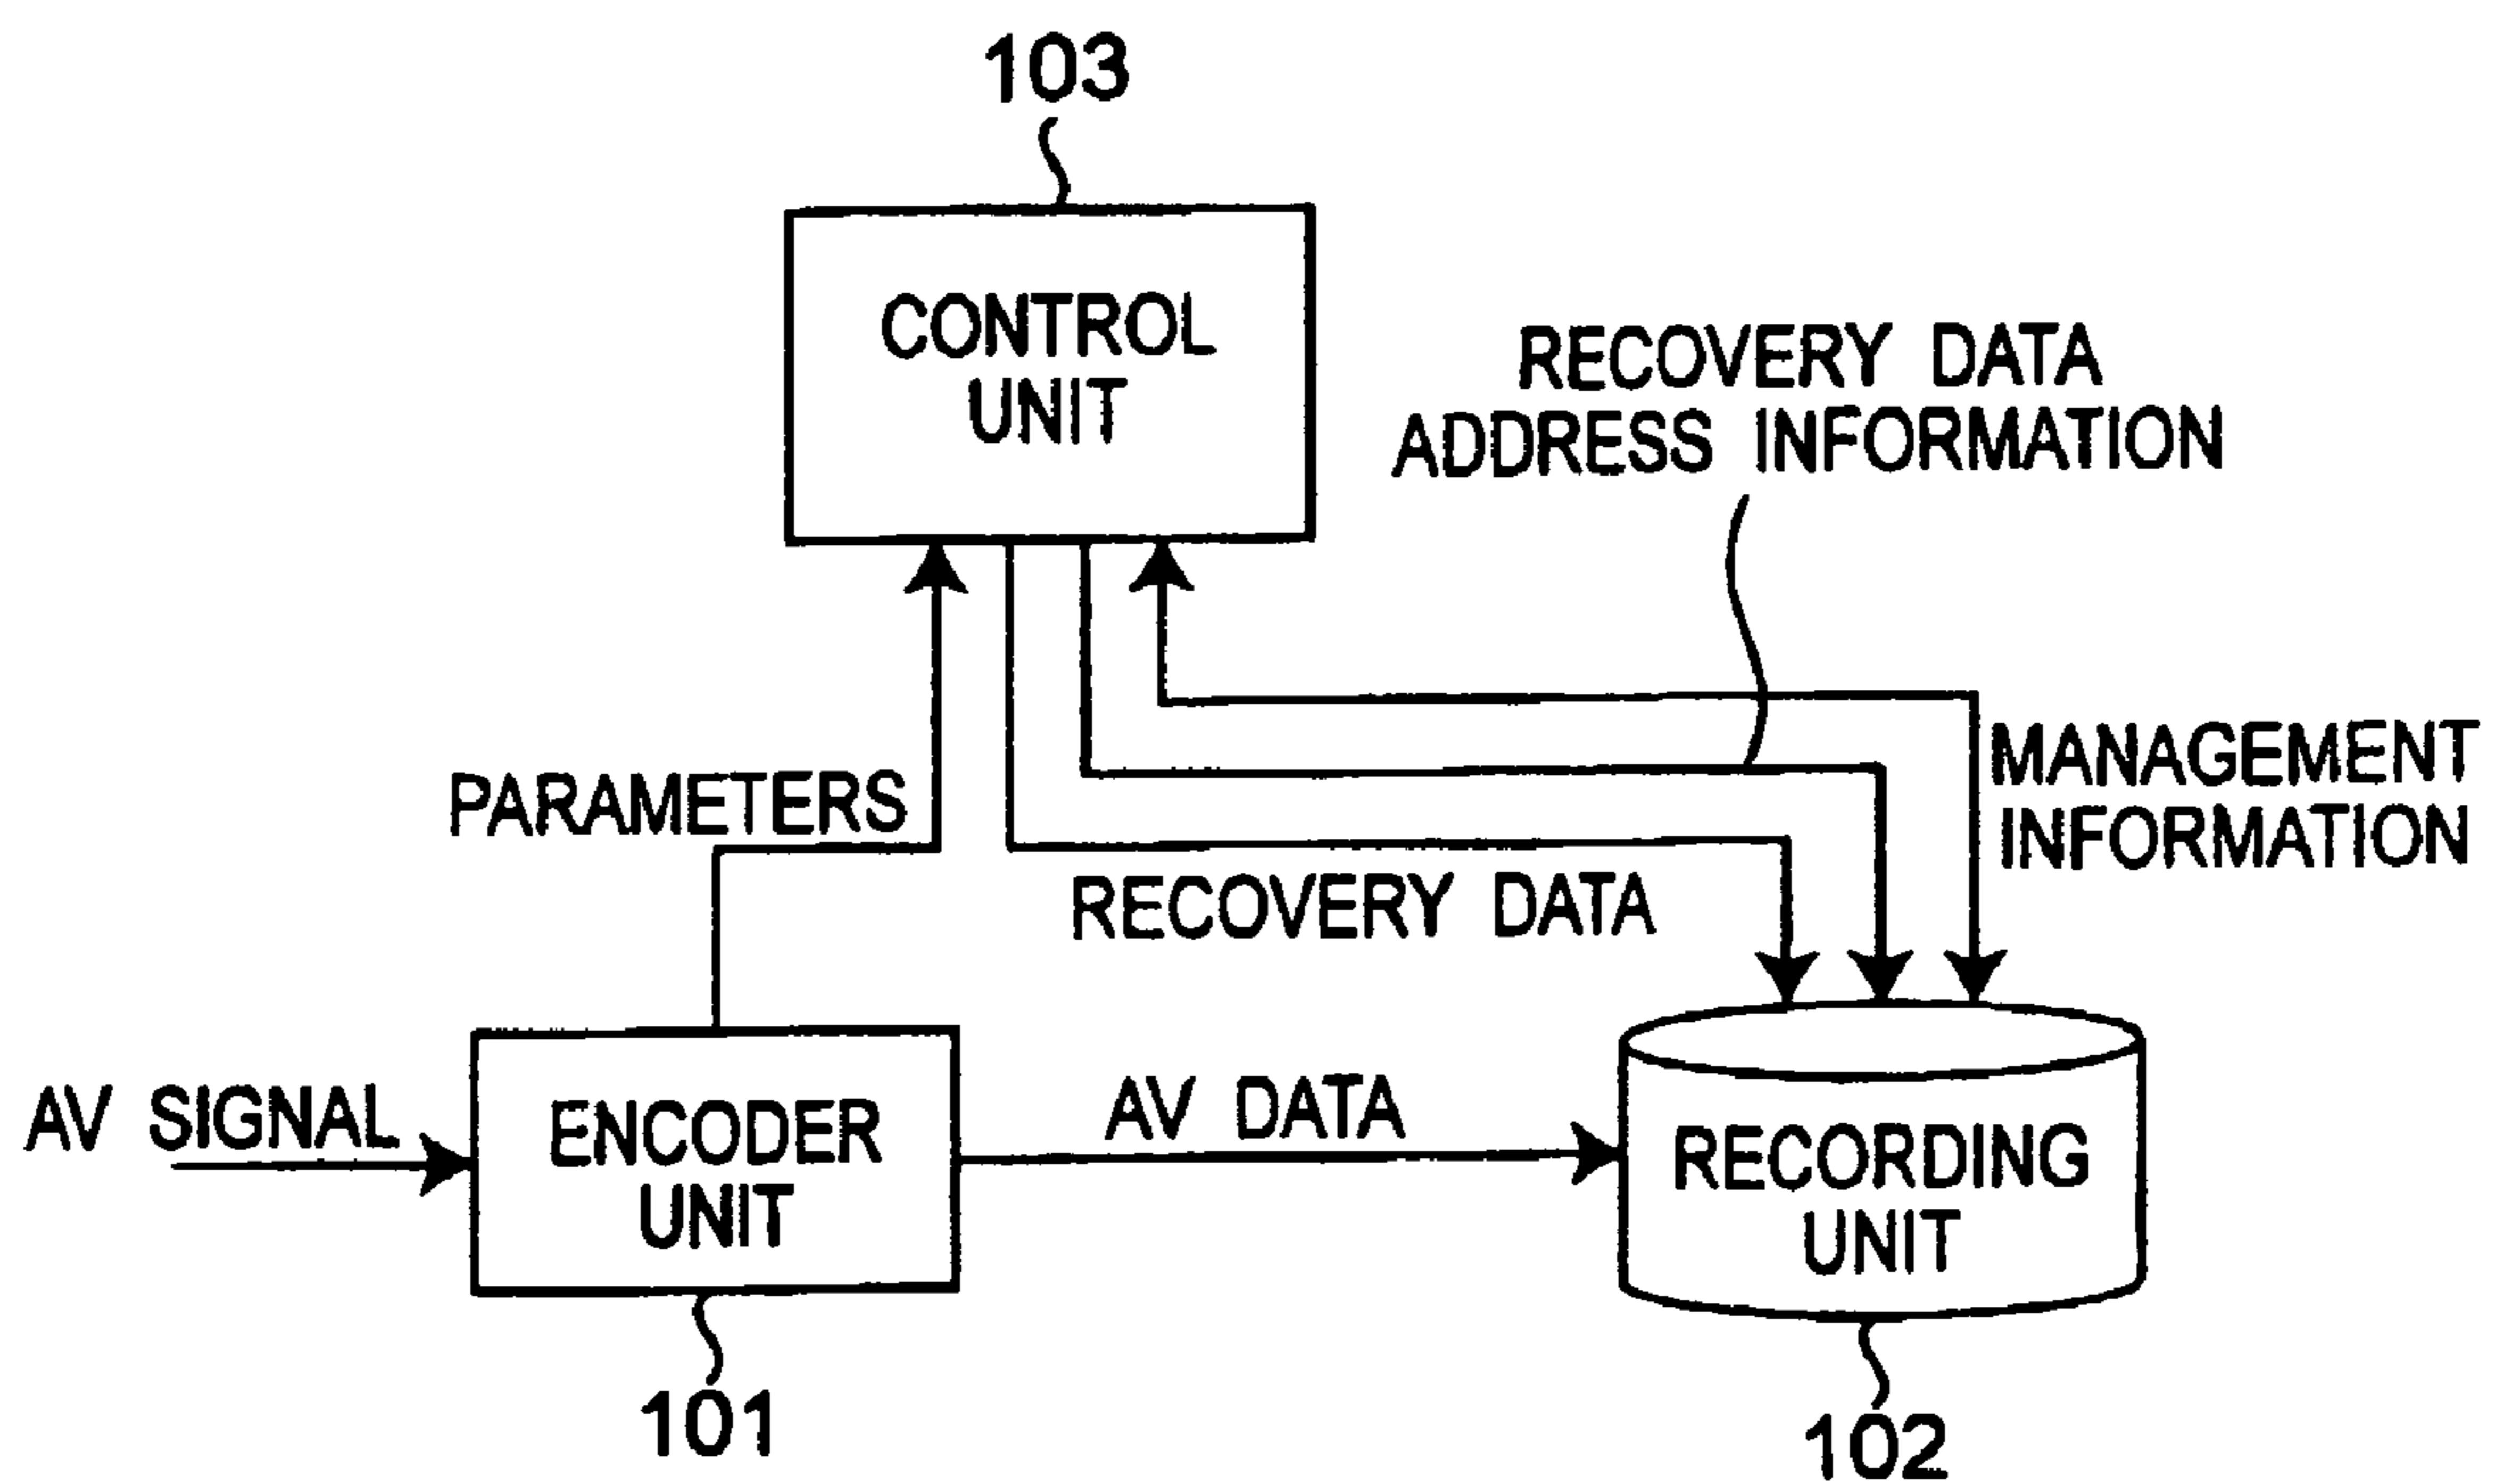 103
CONTROL
UNIT
RECOVERY DATA
ADDRESS INFORMATION
MANAGEMENT
INFORMATION
PARAMETERS
RECOVERY DATA
AV SIGNAL
ENCODER
UNIT
AV DATA
RECORDING
UNIT
101
102